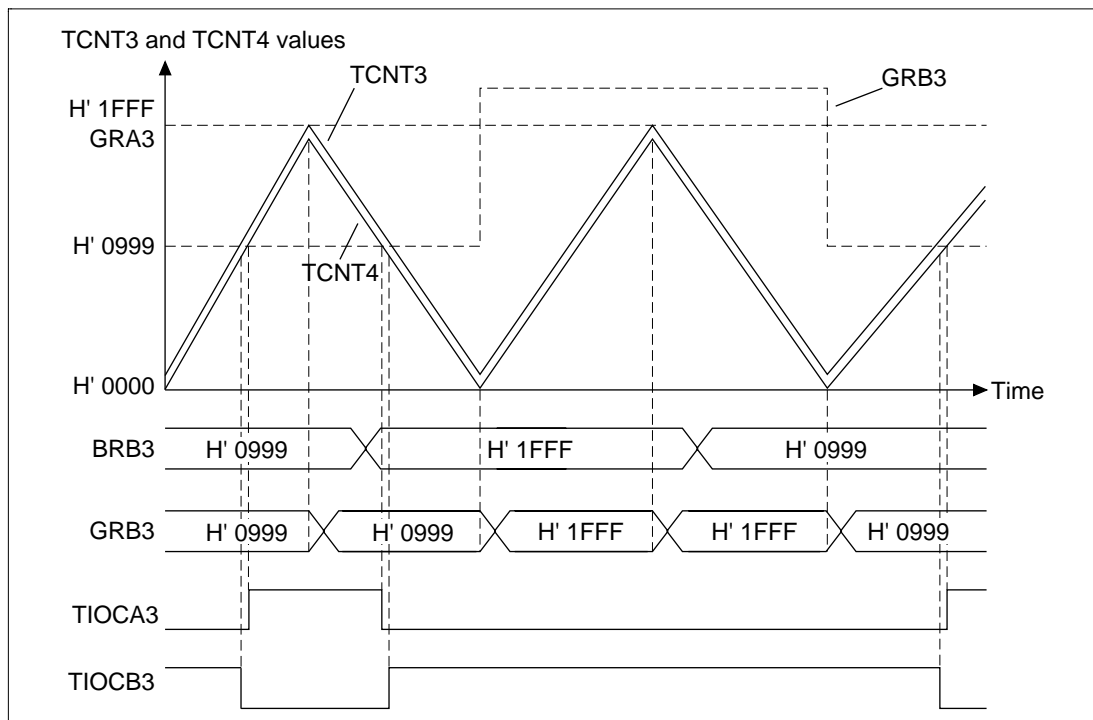 TCNT3 and TCNT4 values
TCNT3
GRB3
H' 1FFF
GRA3
H' 0999
TCNT4
H' 0000
Time
BRB3
H' 0999
H' 1FFF
H' 0999
GRB3
H' 0999
H' 0999
H' 1FFF
H' 1FFF
H' 0999
TIOCA3
TIOCB3